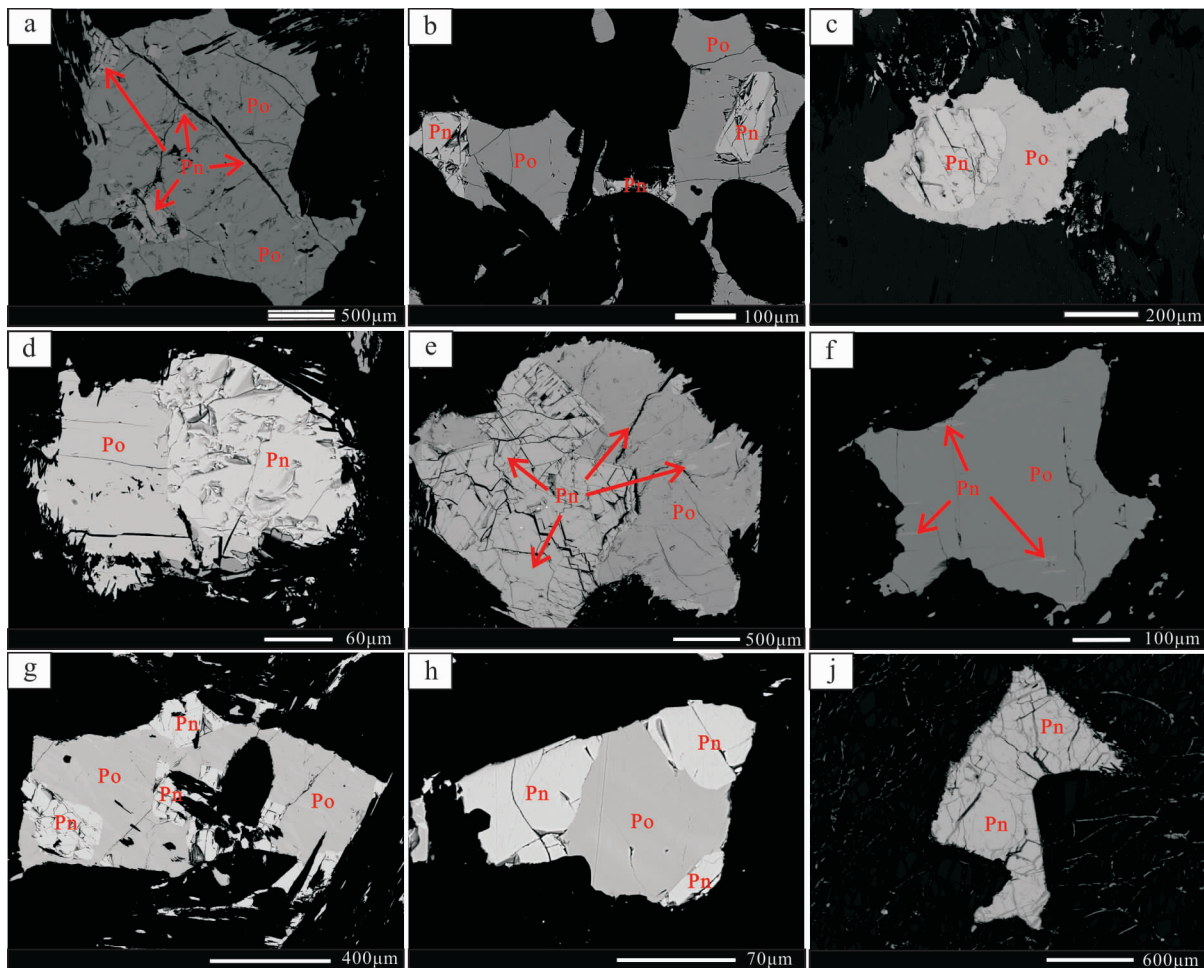 a
Po
Pn
Po
500μm
b
Po
Pn
Pn
Po
Pn
100μm
c
Pn
Po
200μm
d
Po
Pn
60μm
e
Pn
Po
500μm
f
Po
Pn
100μm
g
Pn
Po
Pn
Po
Pn
400μm
h
Pn
Pn
Po
Pn
70μm
j
Pn
Pn
600μm